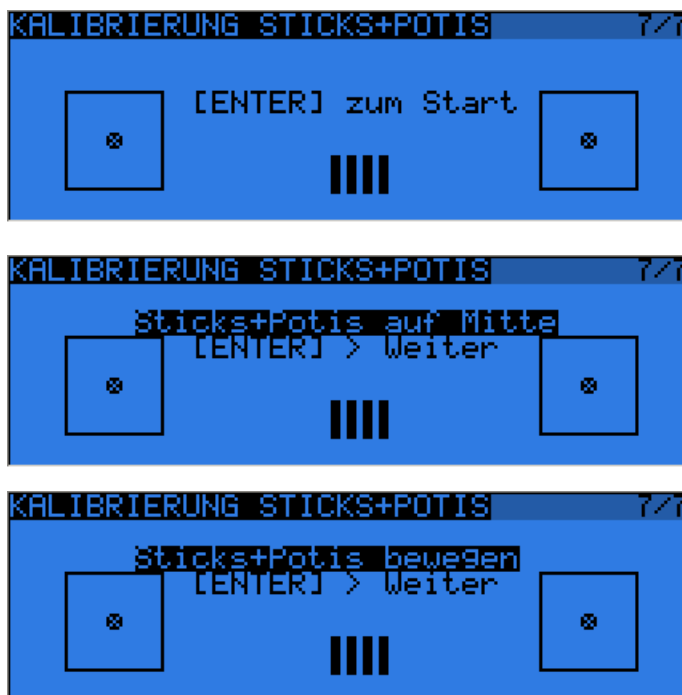 KALIBRIERUNG STICKS+POTIS 7/7
[ENTER] zum Start
KALIBRIERUNG STICKS+POTIS 7/7
Sticks+Potis auf Mitte
[ENTER] > Weiter
KALIBRIERUNG STICKS+POTIS 7/7
Sticks+Potis bewegen
[ENTER] > Weiter